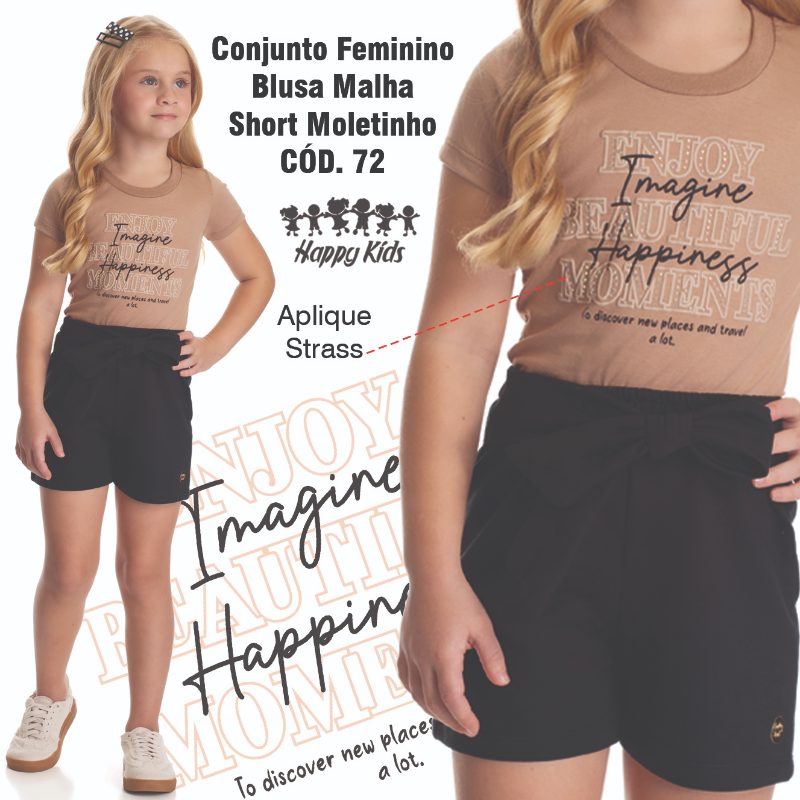 Conjunto Feminino
Blusa Malha
Short Moletinho
CÓD. 72
Happy Kids
Aplique
Strass
ENJOY
Imagine
BEAUTIFUL
Happiness
MOMENTS
To discover new places and travel
a lot.
ENJOY
Imagine
BEAUTIFUL
Happiness
MOMENTS
To discover new places and travel
a lot.
ENJOY
Imagine
BEAUTI
Happine
MOME
To discover new places
a lot.